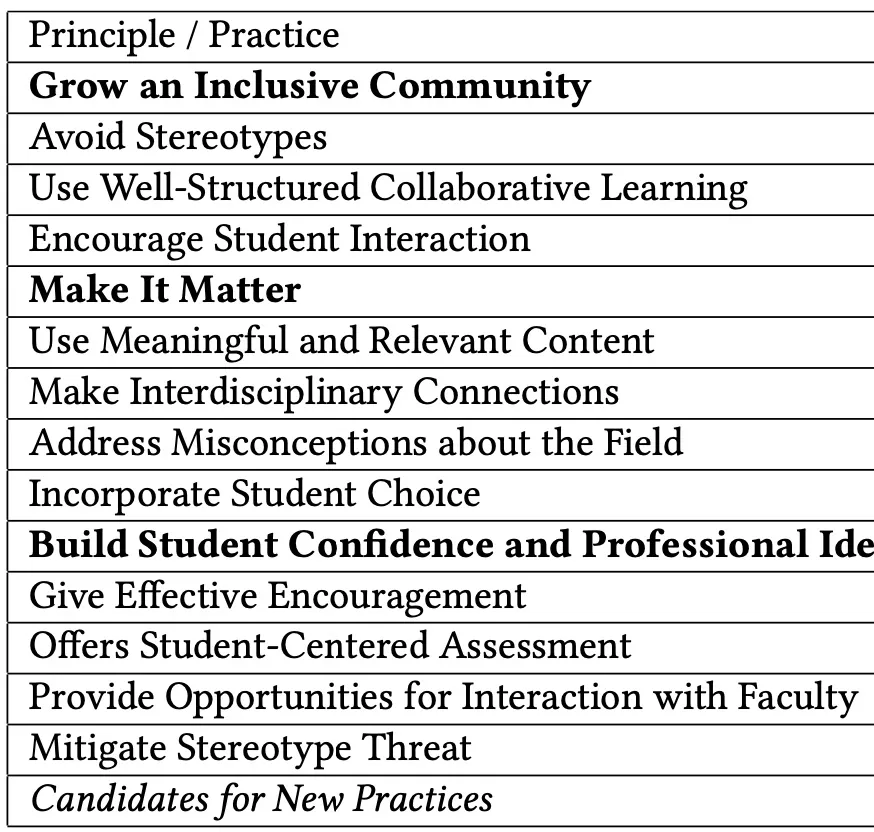 Principle / Practice
Grow an Inclusive Community
Avoid Stereotypes
Use Well-Structured Collaborative Learning
Encourage Student Interaction
Make It Matter
Use Meaningful and Relevant Content
Make Interdisciplinary Connections
Address Misconceptions about the Field
Incorporate Student Choice
Build Student Confidence and Professional Ide
Give Effective Encouragement
Offers Student-Centered Assessment
Provide Opportunities for Interaction with Faculty
Mitigate Stereotype Threat
Candidates for New Practices